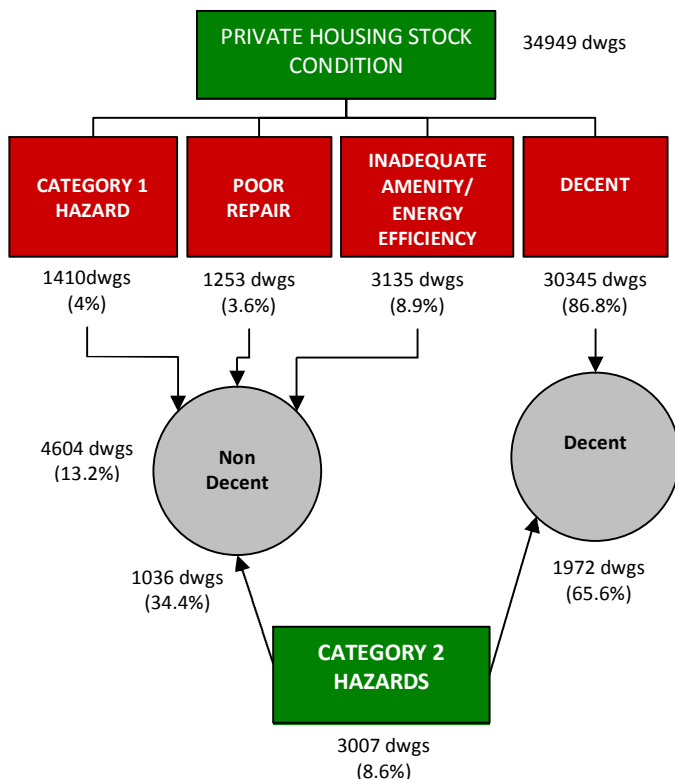 PRIVATE HOUSING STOCK
CONDITION
34949 dwgs
CATEGORY 1
HAZARD
POOR
REPAIR
INADEQUATE
AMENITY/
ENERGY
EFFICIENCY
DECENT
1410dwgs
(4%)
1253 dwgs
(3.6%)
3135 dwgs
(8.9%)
30345 dwgs
(86.8%)
4604 dwgs
(13.2%)
Non
Decent
Decent
1036 dwgs
(34.4%)
1972 dwgs
(65.6%)
CATEGORY 2
HAZARDS
3007 dwgs
(8.6%)